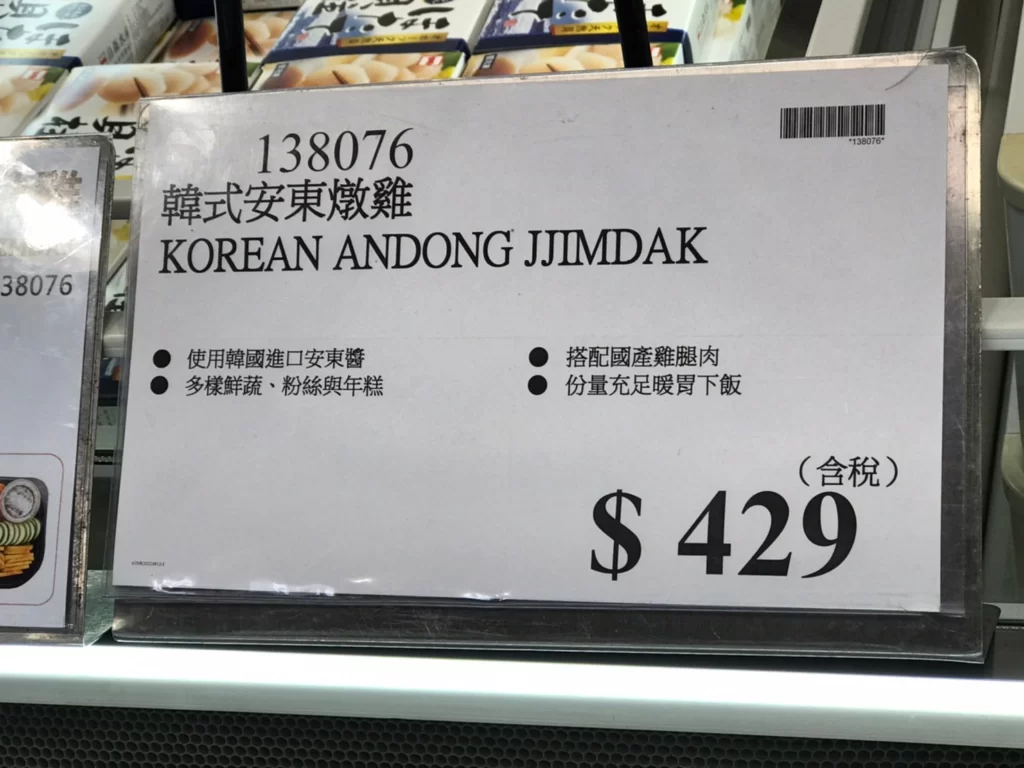 138076
*138076*
韓式安東燉雞
KOREAN ANDONG JJIMDAK
● 使用韓國進口安東醬
● 多樣鮮蔬、粉絲與年糕
● 搭配國產雞腿肉
● 份量充足暖胃下飯
（含稅）
$ 429
38076